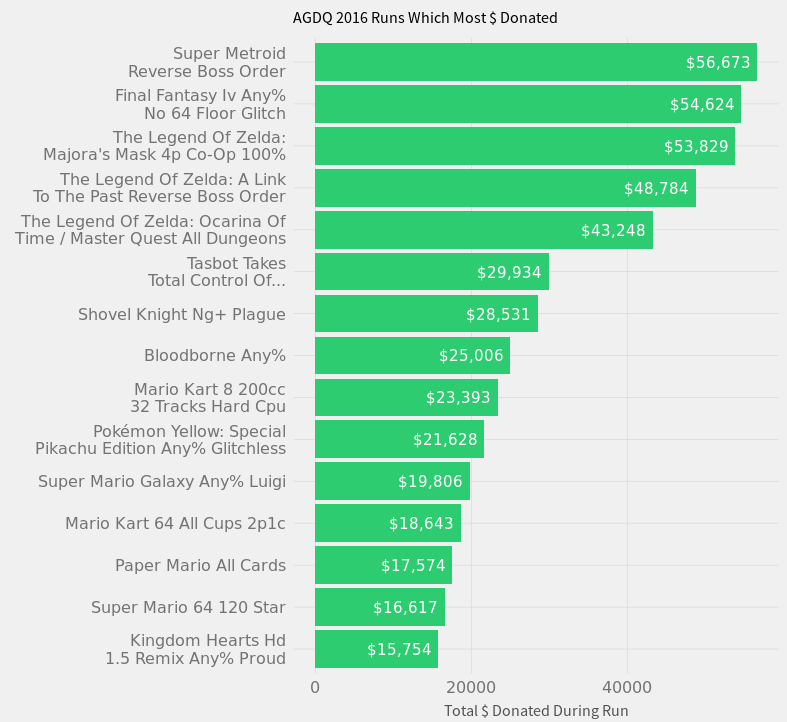 AGDQ 2016 Runs Which Most $ Donated
Super Metroid
Reverse Boss Order
$56,673
Final Fantasy Iv Any%
No 64 Floor Glitch
$54,624
The Legend Of Zelda:
Majora's Mask 4p Co-Op 100%
$53,829
The Legend Of Zelda: A Link
To The Past Reverse Boss Order
$48,784
The Legend Of Zelda: Ocarina Of
Time / Master Quest All Dungeons
$43,248
Tasbot Takes
Total Control Of...
$29,934
Shovel Knight Ng+ Plague
$28,531
Bloodborne Any%
$25,006
Mario Kart 8 200cc
32 Tracks Hard Cpu
$23,393
Pokémon Yellow: Special
Pikachu Edition Any% Glitchless
$21,628
Super Mario Galaxy Any% Luigi
$19,806
Mario Kart 64 All Cups 2p1c
$18,643
Paper Mario All Cards
$17,574
Super Mario 64 120 Star
$16,617
Kingdom Hearts Hd
1.5 Remix Any% Proud
$15,754
0 20000 40000
Total $ Donated During Run